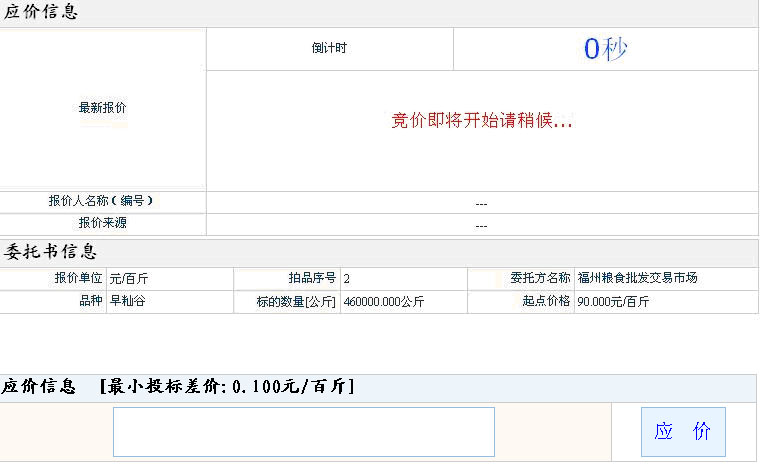 应价信息
倒计时 0秒
最新报价
竞价即将开始请稍候...
报价人名称(编号) ---
报价来源 ---
委托书信息
报价单位 元/百斤 拍品序号 2 委托方名称 福州粮食批发交易市场
品种 早籼谷 标的数量[公斤] 460000.000公斤 起点价格 90.000元/百斤
应价信息 [最小投标差价:0.100元/百斤]
应 价